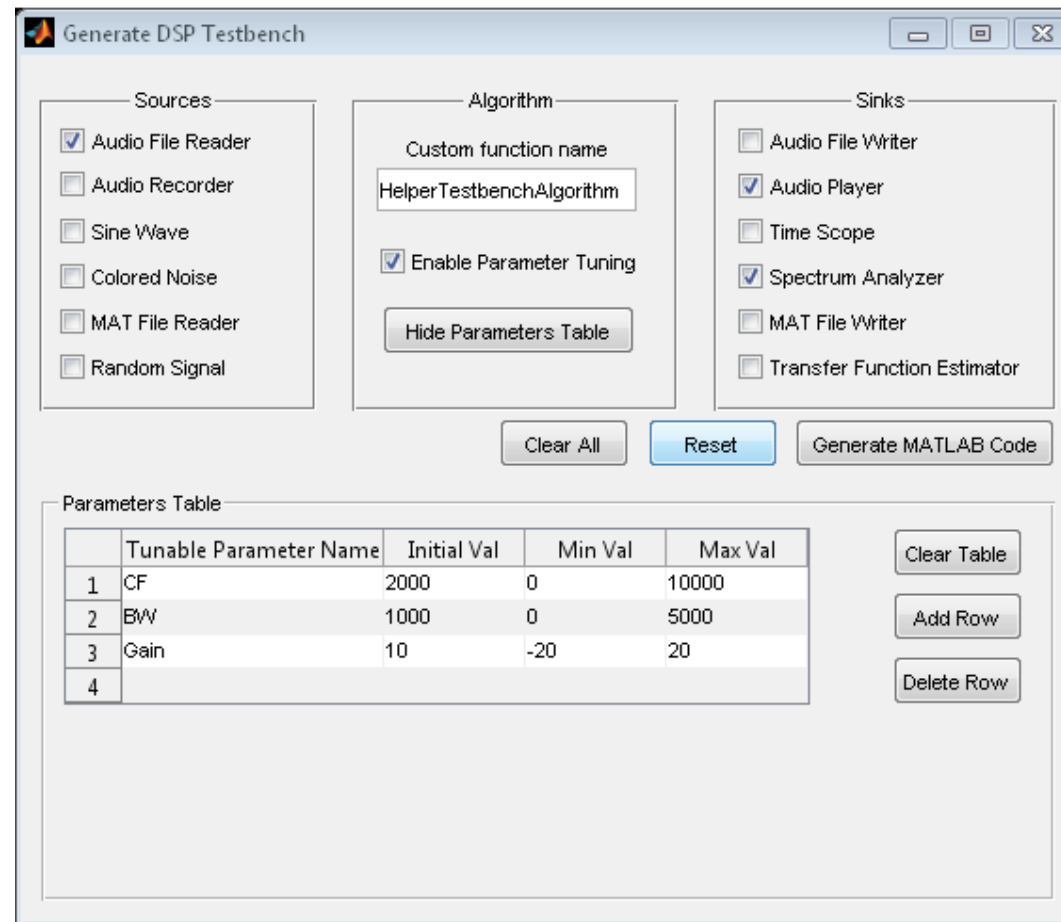 Generate DSP Testbench
Sources
Audio File Reader
Audio Recorder
Sine Wave
Colored Noise
MAT File Reader
Random Signal
Algorithm
Custom function name
HelperTestbenchAlgorithm
Enable Parameter Tuning
Hide Parameters Table
Sinks
Audio File Writer
Audio Player
Time Scope
Spectrum Analyzer
MAT File Writer
Transfer Function Estimator
Clear All Reset Generate MATLAB Code
Parameters Table
Tunable Parameter Name Initial Val Min Val Max Val
1 CF 2000 0 10000
2 BW 1000 0 5000
3 Gain 10 -20 20
4
Clear Table
Add Row
Delete Row